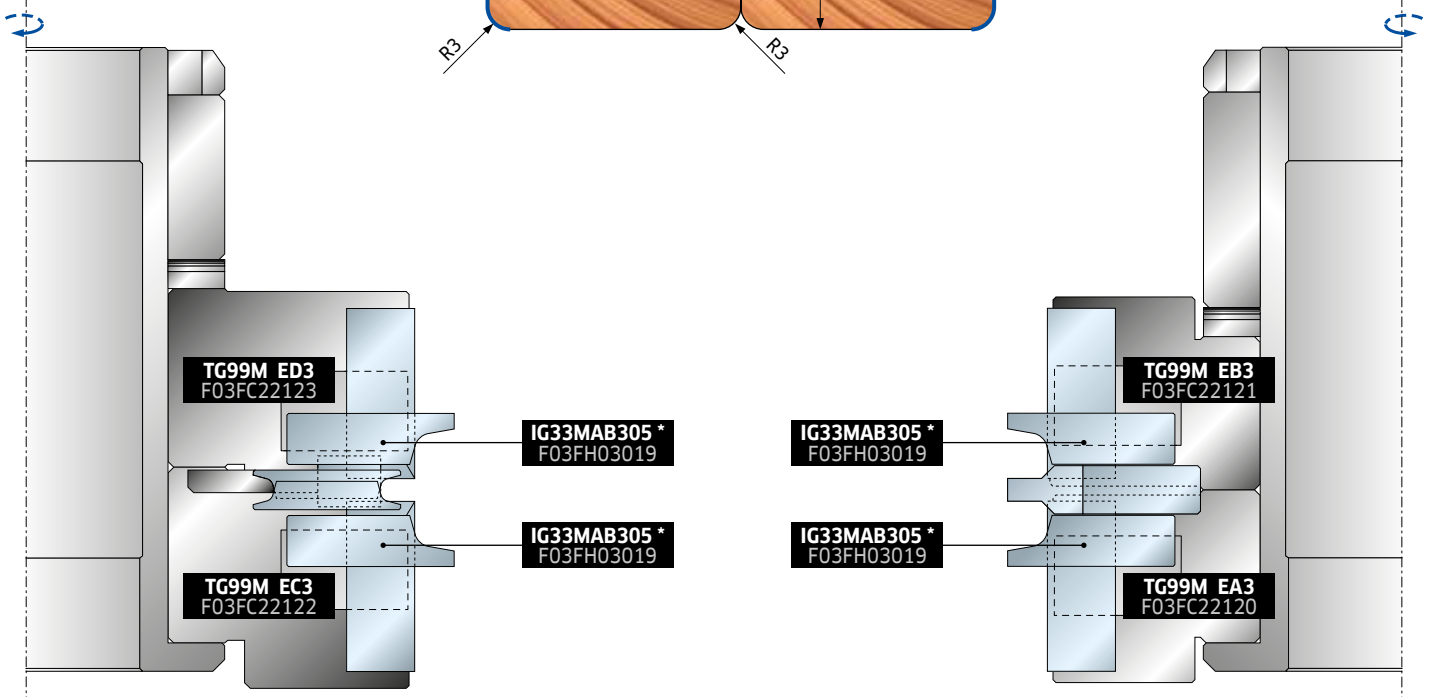 R3
R3
TG99M ED3
F03FC22123
TG99M EB3
F03FC22121
IG33MAB305 *
F03FH03019
IG33MAB305 *
F03FH03019
IG33MAB305 *
F03FH03019
IG33MAB305 *
F03FH03019
TG99M EC3
F03FC22122
TG99M EA3
F03FC22120